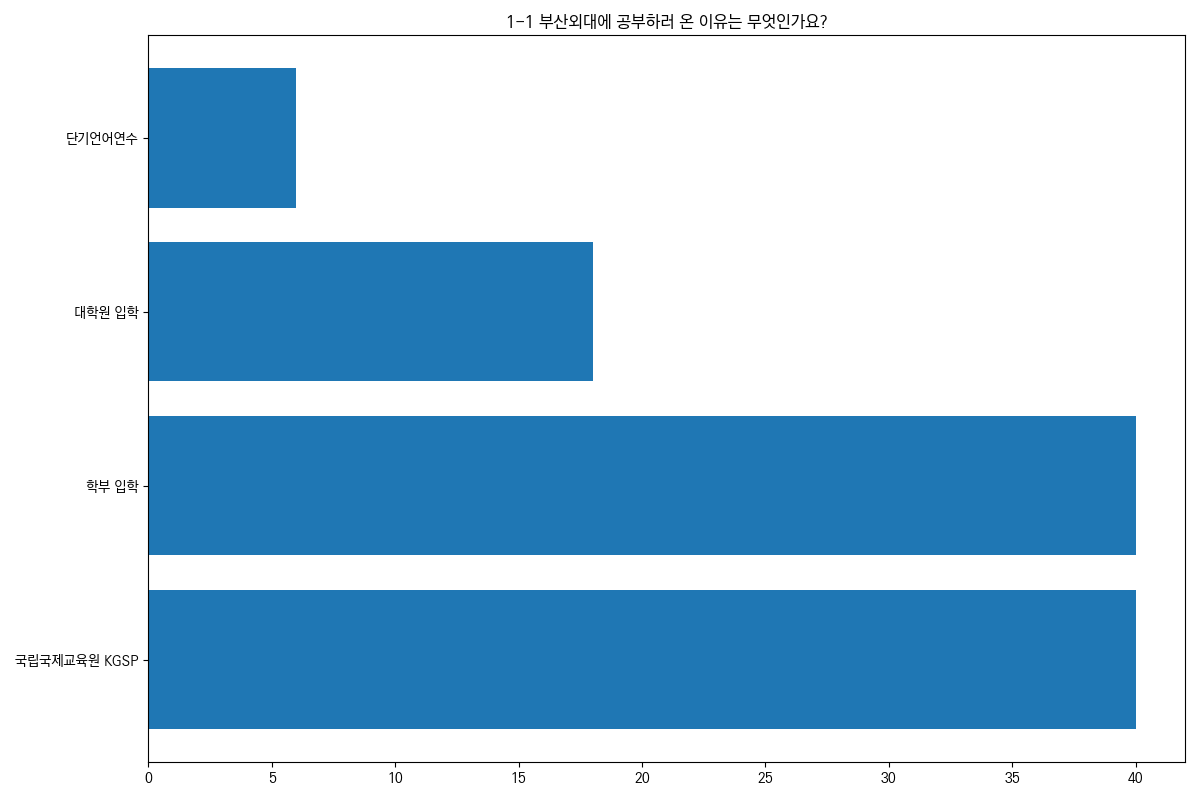 1−1 부산외대에 공부하러 온 이유는 무엇인가요?
단기언어연수
대학원 입학
학부 입학
국립국제교육원 KGSP
0 5 10 15 20 25 30 35 40